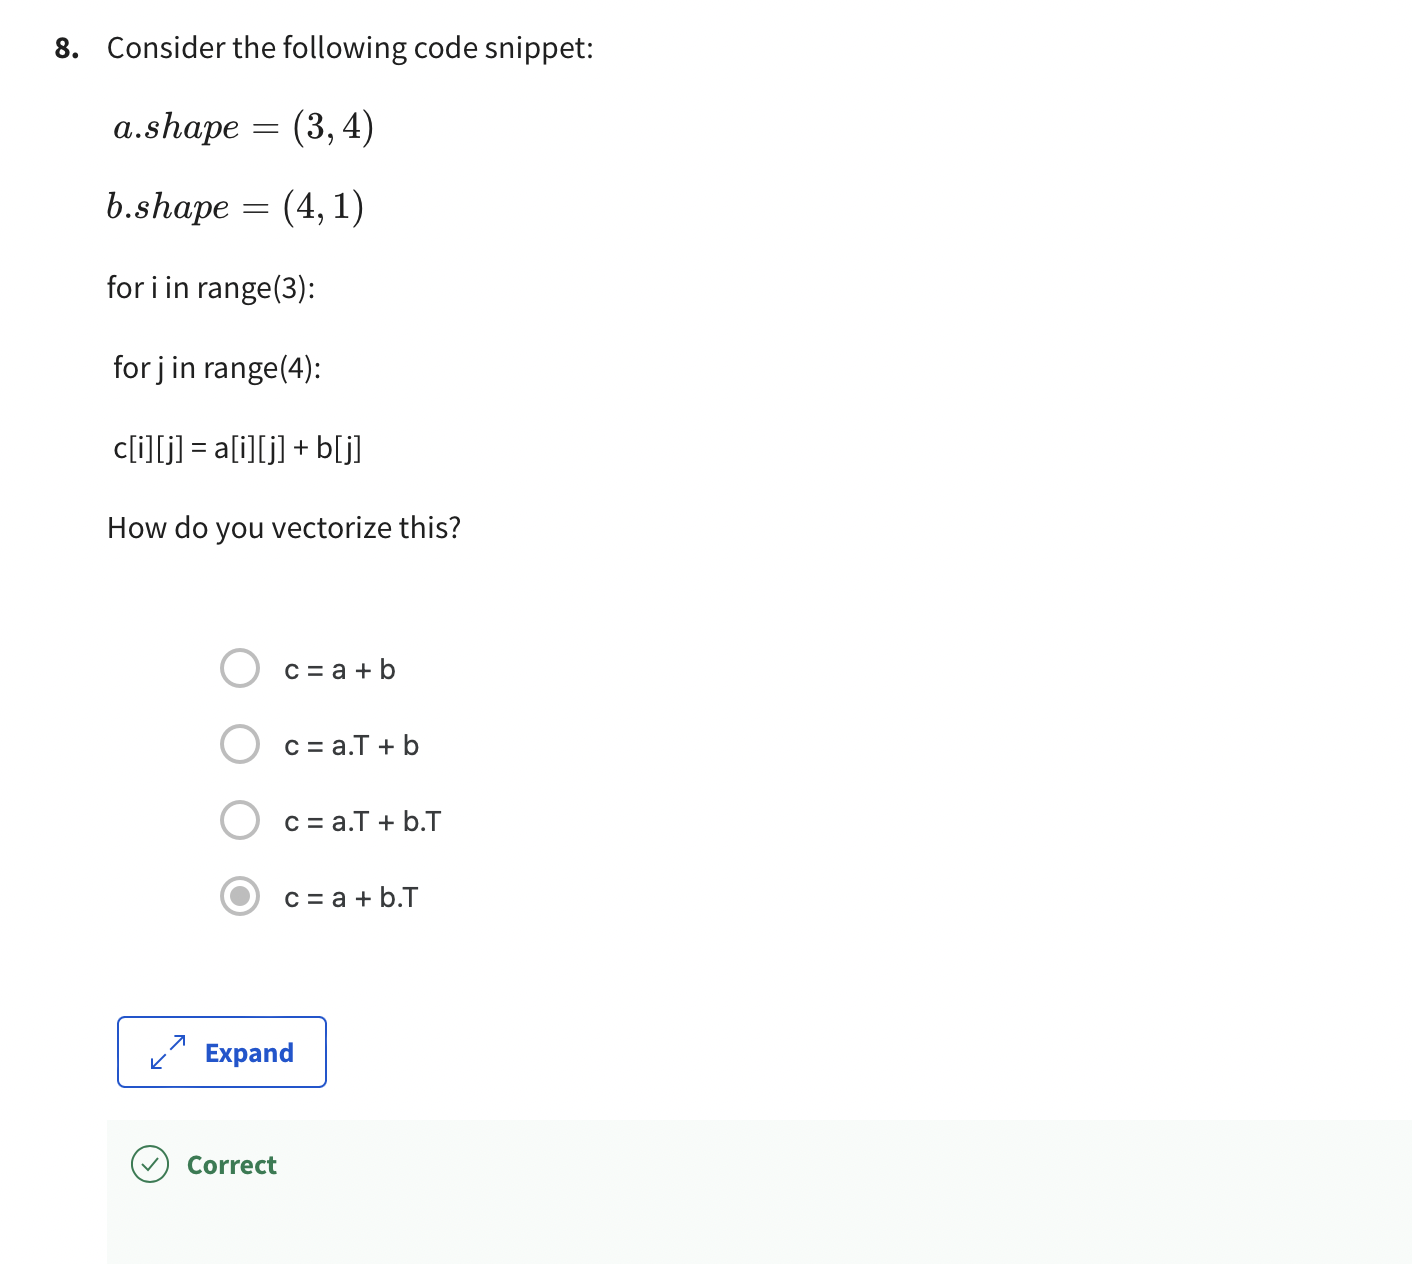 8. Consider the following code snippet:
a.shape = (3, 4)
b.shape = (4, 1)
for i in range(3):
for j in range(4):
c[i][j] = a[i][j] + b[j]
How do you vectorize this?
c = a + b
c = a.T + b
c = a.T + b.T
c = a + b.T
Expand
Correct